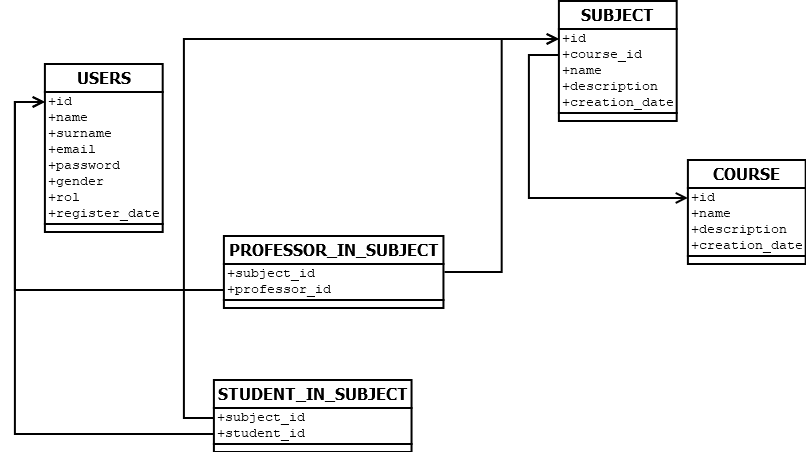 SUBJECT
+id
+course_id
+name
+description
+creation_date
USERS
+id
+name
+surname
+email
+password
+gender
+rol
+register_date
COURSE
+id
+name
+description
+creation_date
PROFESSOR_IN_SUBJECT
+subject_id
+professor_id
STUDENT_IN_SUBJECT
+subject_id
+student_id